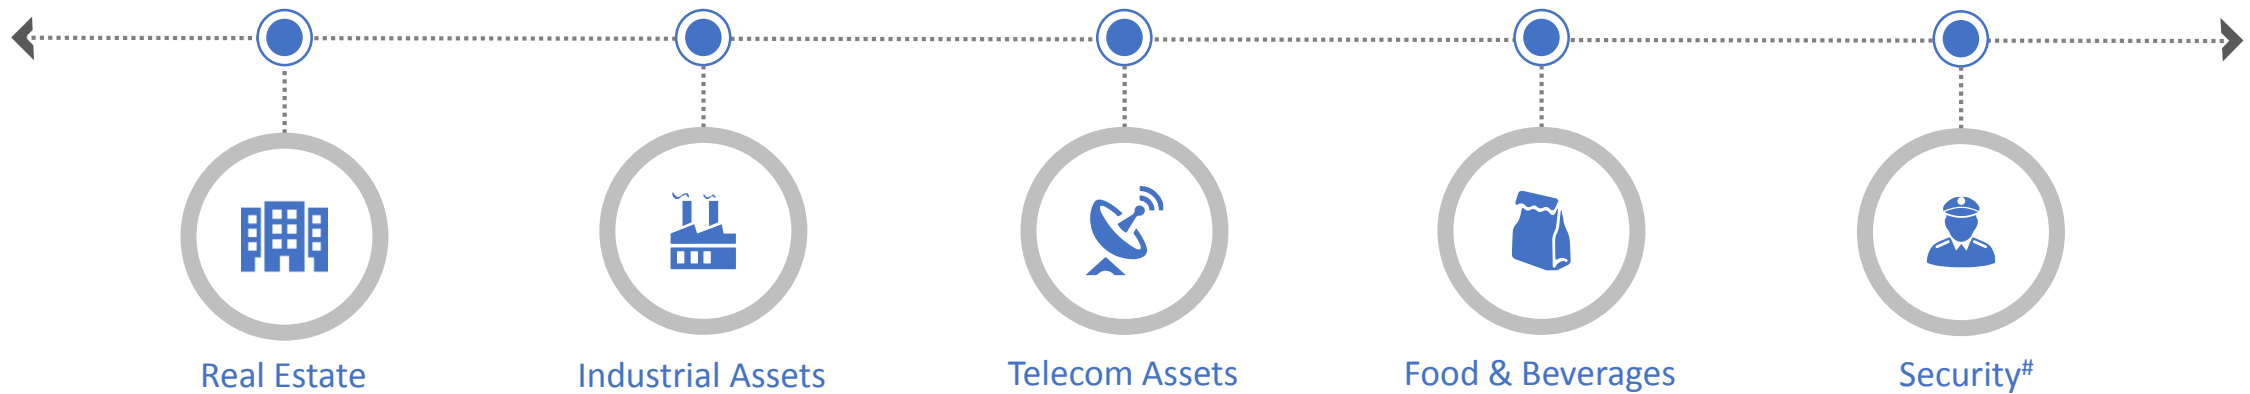 Real Estate
Industrial Assets
Telecom Assets
Food & Beverages
Security#